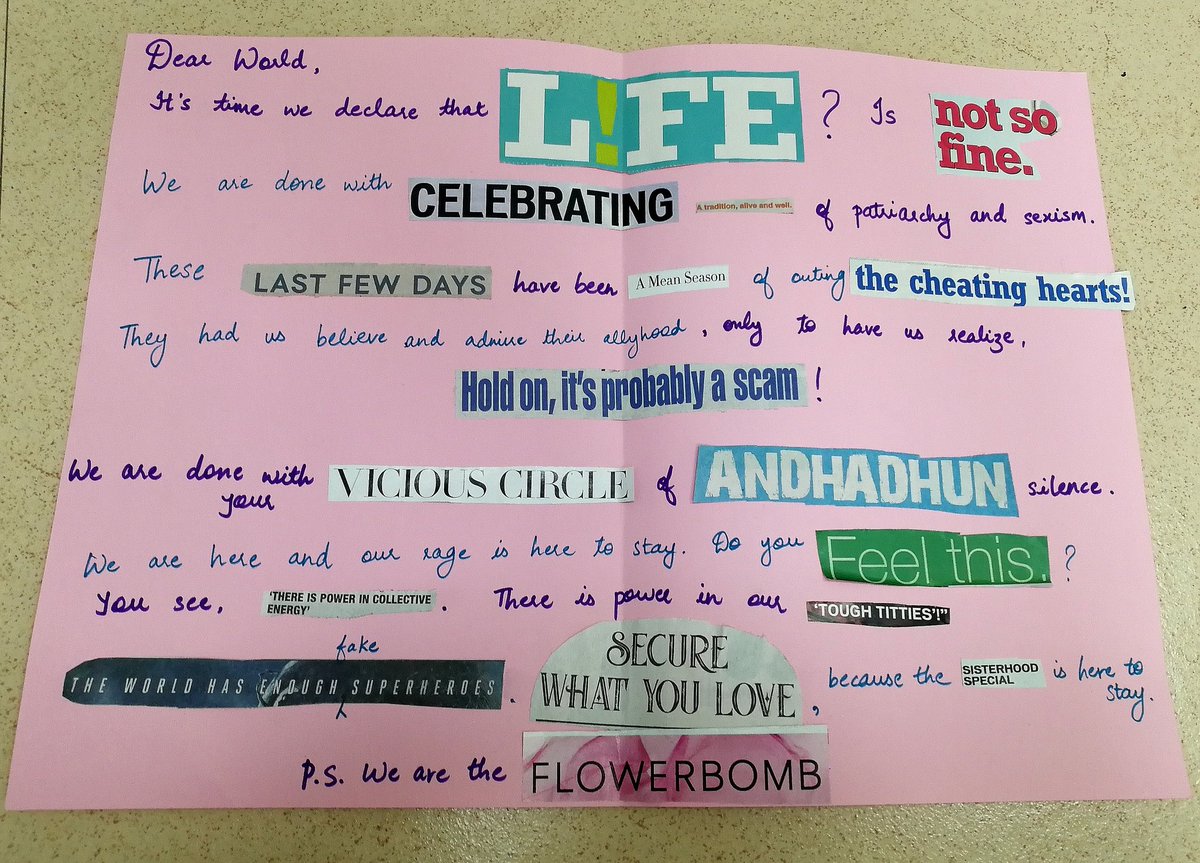 Dear World,
It's time we declare that L!FE ? Is not so fine.
We are done with CELEBRATING A tradition, alive and well. of patriarchy and sexism.
These LAST FEW DAYS have been A Mean Season of outing the cheating hearts!
They had us believe and admire their allyhood, only to have us realize,
Hold on, it's probably a scam !
We are done with your VICIOUS CIRCLE of ANDHADHUN silence.
We are here and our rage is here to stay. Do you Feel this. ?
You see, 'THERE IS POWER IN COLLECTIVE ENERGY' . There is power in our 'TOUGH TITTIES'!"
THE WORLD HAS ENOUGH fake SUPERHEROES . SECURE WHAT YOU LOVE , because the SISTERHOOD SPECIAL is here to stay.
P.S. We are the FLOWERBOMB